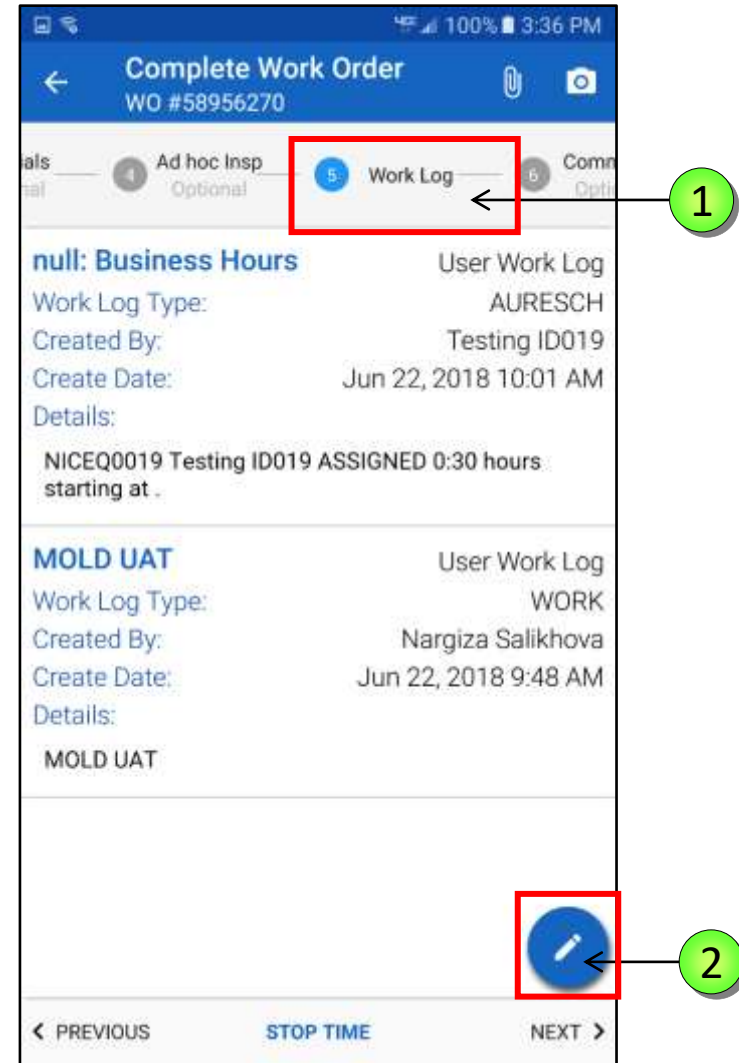 100% 3:36 PM
Complete Work Order
WO #58956270
4 Ad hoc Insp 5 Work Log 6
Optional
1
null: Business Hours User Work Log
Work Log Type: AURESCH
Created By: Testing ID019
Create Date: Jun 22, 2018 10:01 AM
Details:
NICEQ0019 Testing ID019 ASSIGNED 0:30 hours
starting at .
MOLD UAT User Work Log
Work Log Type: WORK
Created By: Nargiza Salikhova
Create Date: Jun 22, 2018 9:48 AM
Details:
MOLD UAT
2
PREVIOUS STOP TIME NEXT